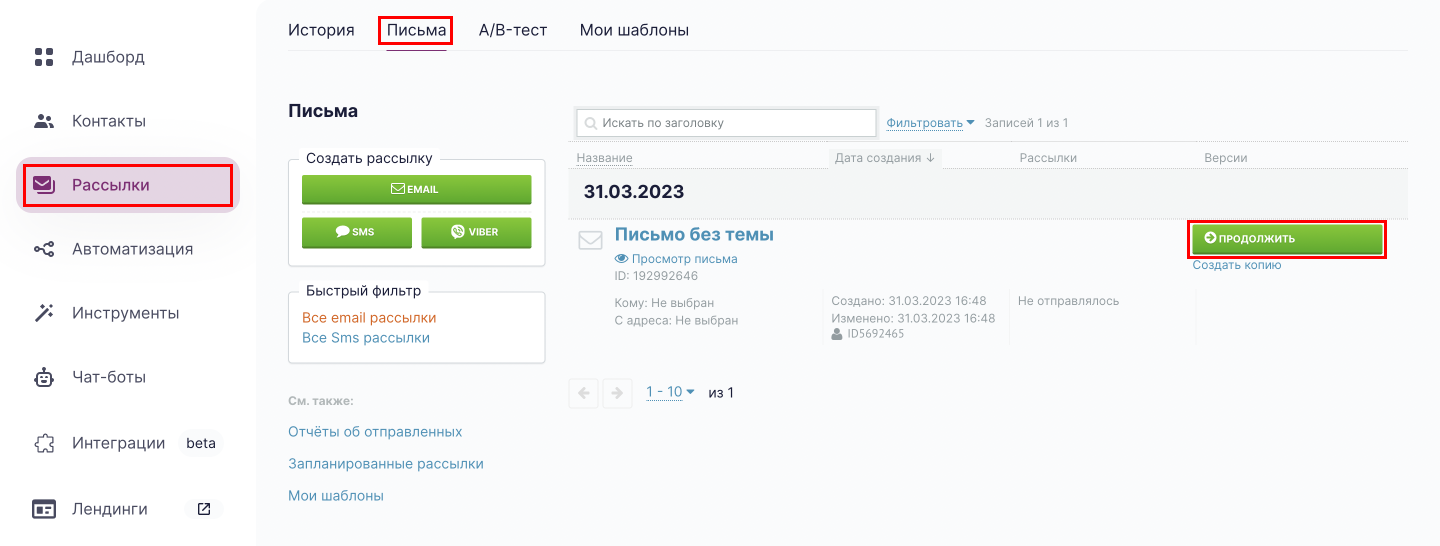 Дашборд
Контакты
Рассылки
Автоматизация
Инструменты
Чат-боты
Интеграции beta
Лендинги
История Письма A/B-тест Мои шаблоны
Письма
Создать рассылку
EMAIL
SMS VIBER
Быстрый фильтр
Все email рассылки
Все Sms рассылки
См. также:
Отчёты об отправленных
Запланированные рассылки
Мои шаблоны
Искать по заголовку Фильтровать Записей 1 из 1
Название Дата создания ↓ Рассылки Версии
31.03.2023
Письмо без темы ПРОДОЛЖИТЬ
Просмотр письма Создать копию
ID: 192992646
Кому: Не выбран Создано: 31.03.2023 16:48 Не отправлялось
С адреса: Не выбран Изменено: 31.03.2023 16:48
ID5692465
1 - 10 из 1